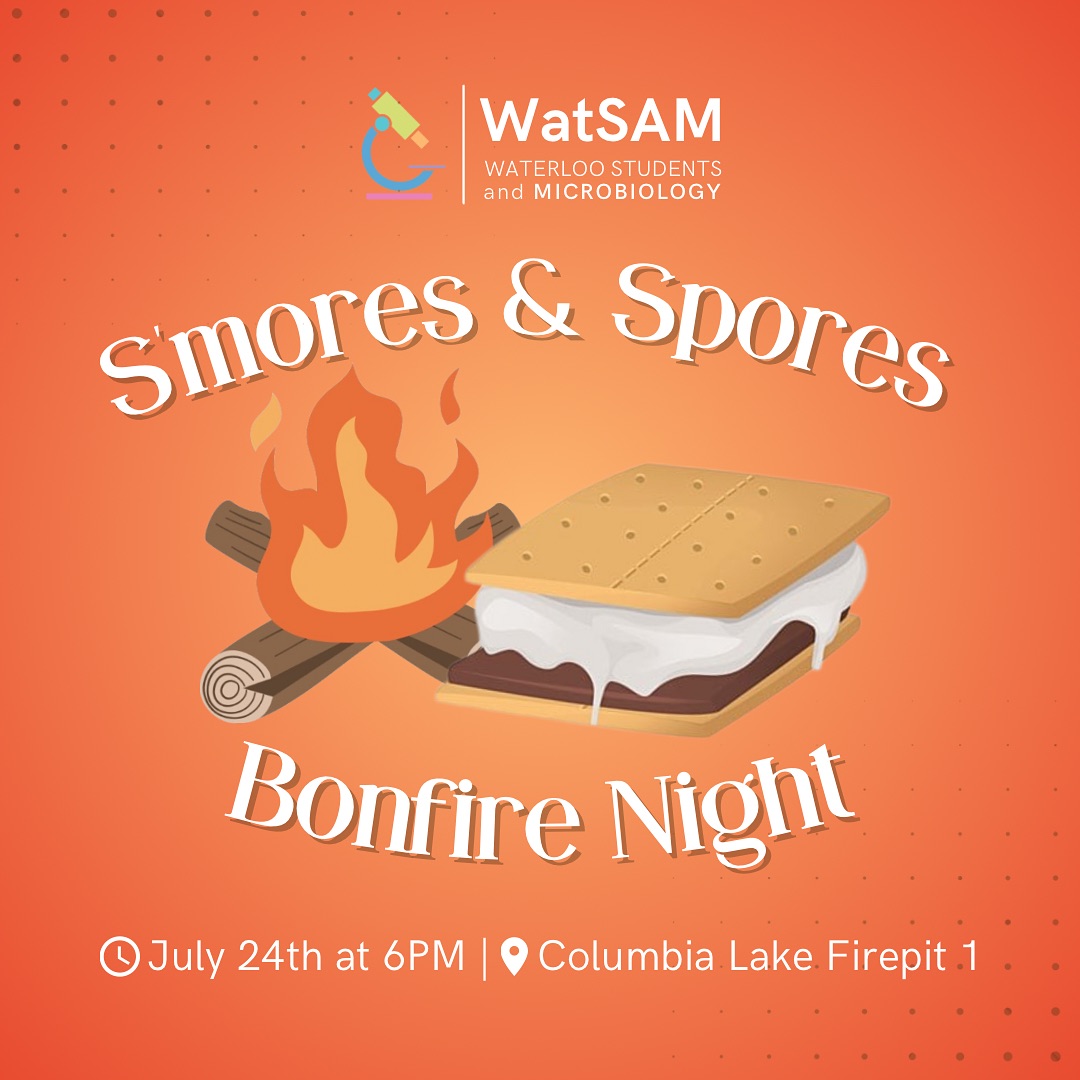 WatSAM
WATERLOO STUDENTS
and MICROBIOLOGY
S'mores & Spores
Bonfire Night
July 24th at 6PM | Columbia Lake Firepit 1